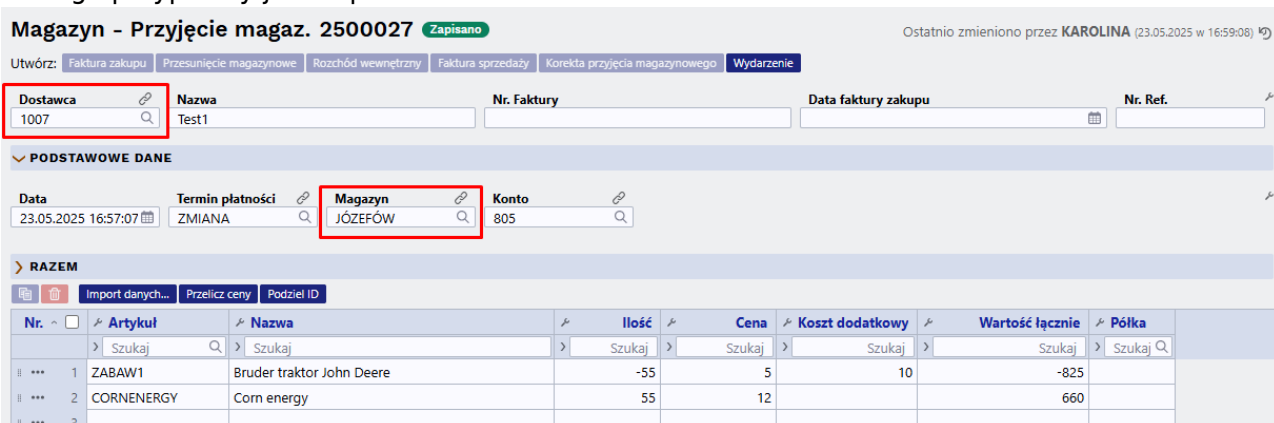 Magazyn - Przyjęcie magaz. 2500027 Zapisano Ostatnio zmieniono przez KAROLINA (23.05.2025 w 16:59:08)
Utwórz: Faktura zakupu Przesunięcie magazynowe Rozchód wewnętrzny Faktura sprzedaży Korekta przyjęcia magazynowego Wydarzenie
Dostawca Nazwa Nr. Faktury Data faktury zakupu Nr. Ref.
1007 Test1
PODSTAWOWE DANE
Data Termin płatności Magazyn Konto
23.05.2025 16:57:07 ZMIANA JÓZEFÓW 805
RAZEM
Import danych... Przelicz ceny Podziel ID
Nr. Artykuł Nazwa Ilość Cena Koszt dodatkowy Wartość łącznie Półka
Szukaj Szukaj Szukaj Szukaj Szukaj Szukaj Szukaj
1 ZABAW1 Bruder traktor John Deere -55 5 10 -825
2 CORNENERGY Corn energy 55 12 660